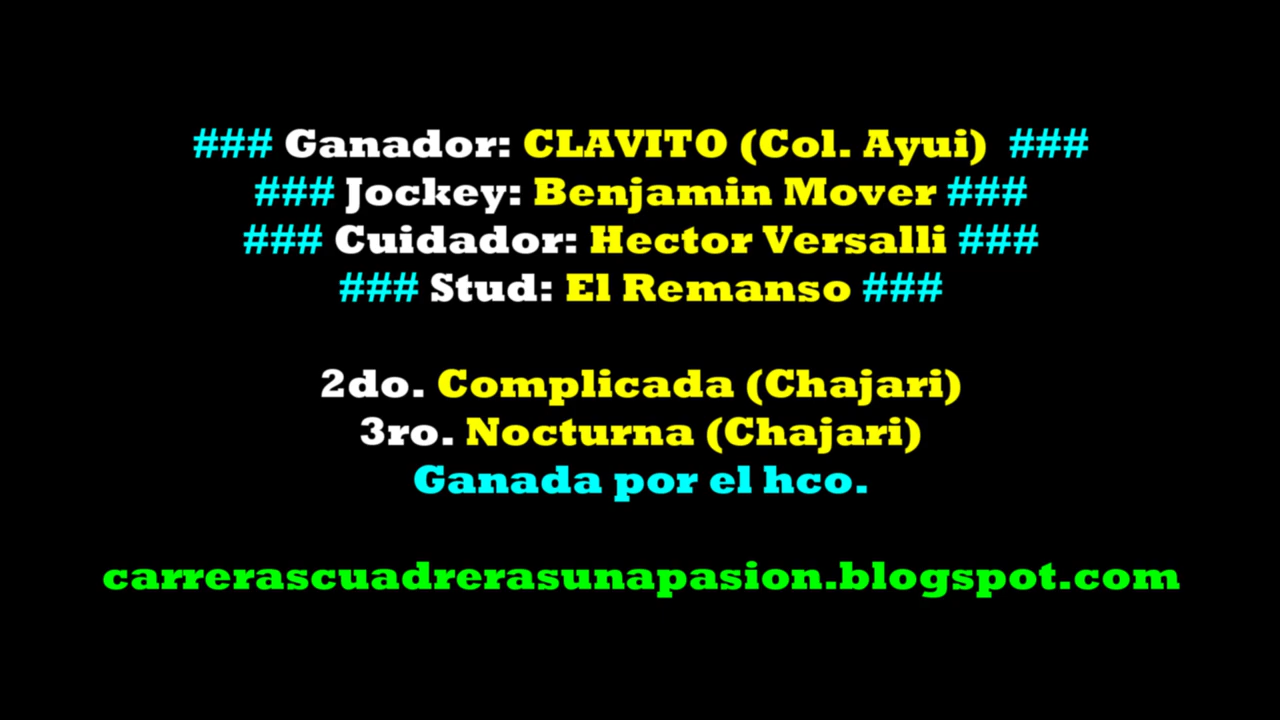 ### Ganador: CLAVITO (Col. Ayui) ###
### Jockey: Benjamin Mover ###
### Cuidador: Hector Versalli ###
### Stud: El Remanso ###
2do. Complicada (Chajari)
3ro. Nocturna (Chajari)
Ganada por el hco.
carrerascuadrerasunapasion.blogspot.com